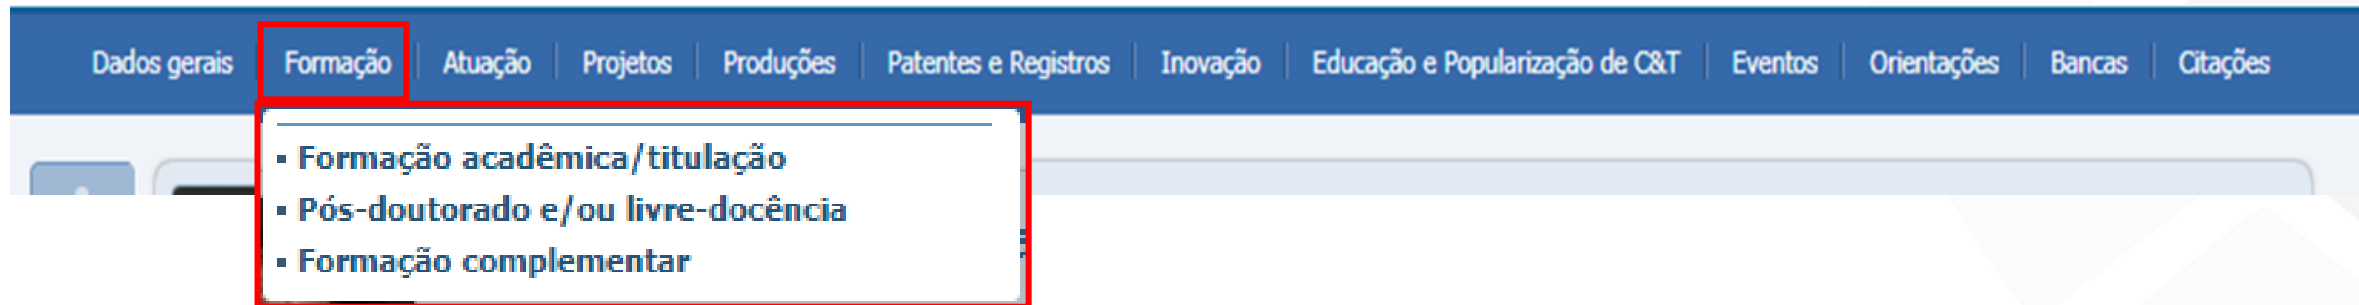 Dados gerais Formação Atuação Projetos Produções Patentes e Registros Inovação Educação e Popularização de C&T Eventos Orientações Bancas Citações
▪ Formação acadêmica/titulação
▪ Pós-doutorado e/ou livre-docência
▪ Formação complementar